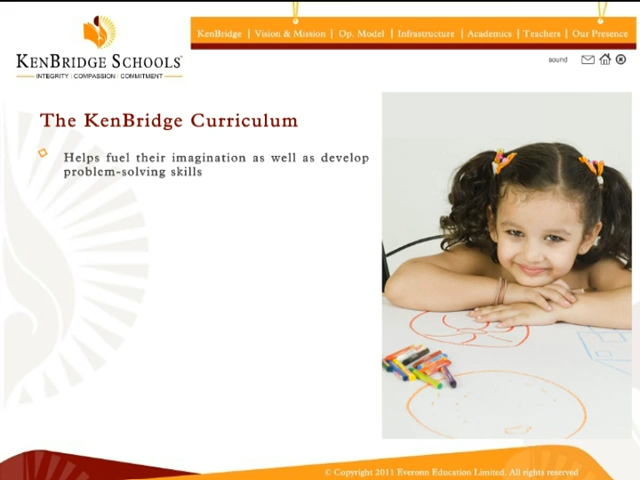 KenBridge | Vision & Mission | Op. Model | Infrastructure | Academics | Teachers | Our Presence
KENBRIDGE SCHOOLS
INTEGRITY | COMPASSION | COMMITMENT
sound
The KenBridge Curriculum
Helps fuel their imagination as well as develop
problem-solving skills
© Copyright 2011 Everonn Education Limited. All rights reserved